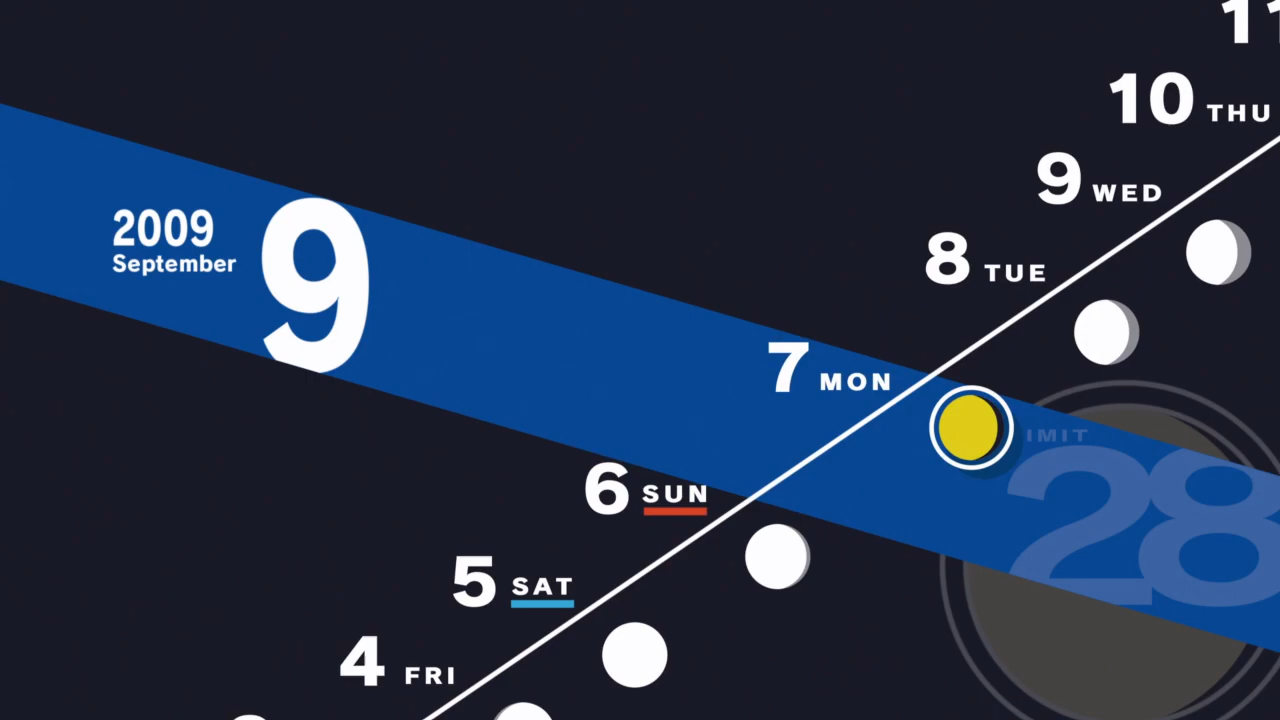 11
10 THU
9 WED
8 TUE
2009
September
9
7 MON
IMIT
28
6 SUN
5 SAT
4 FRI